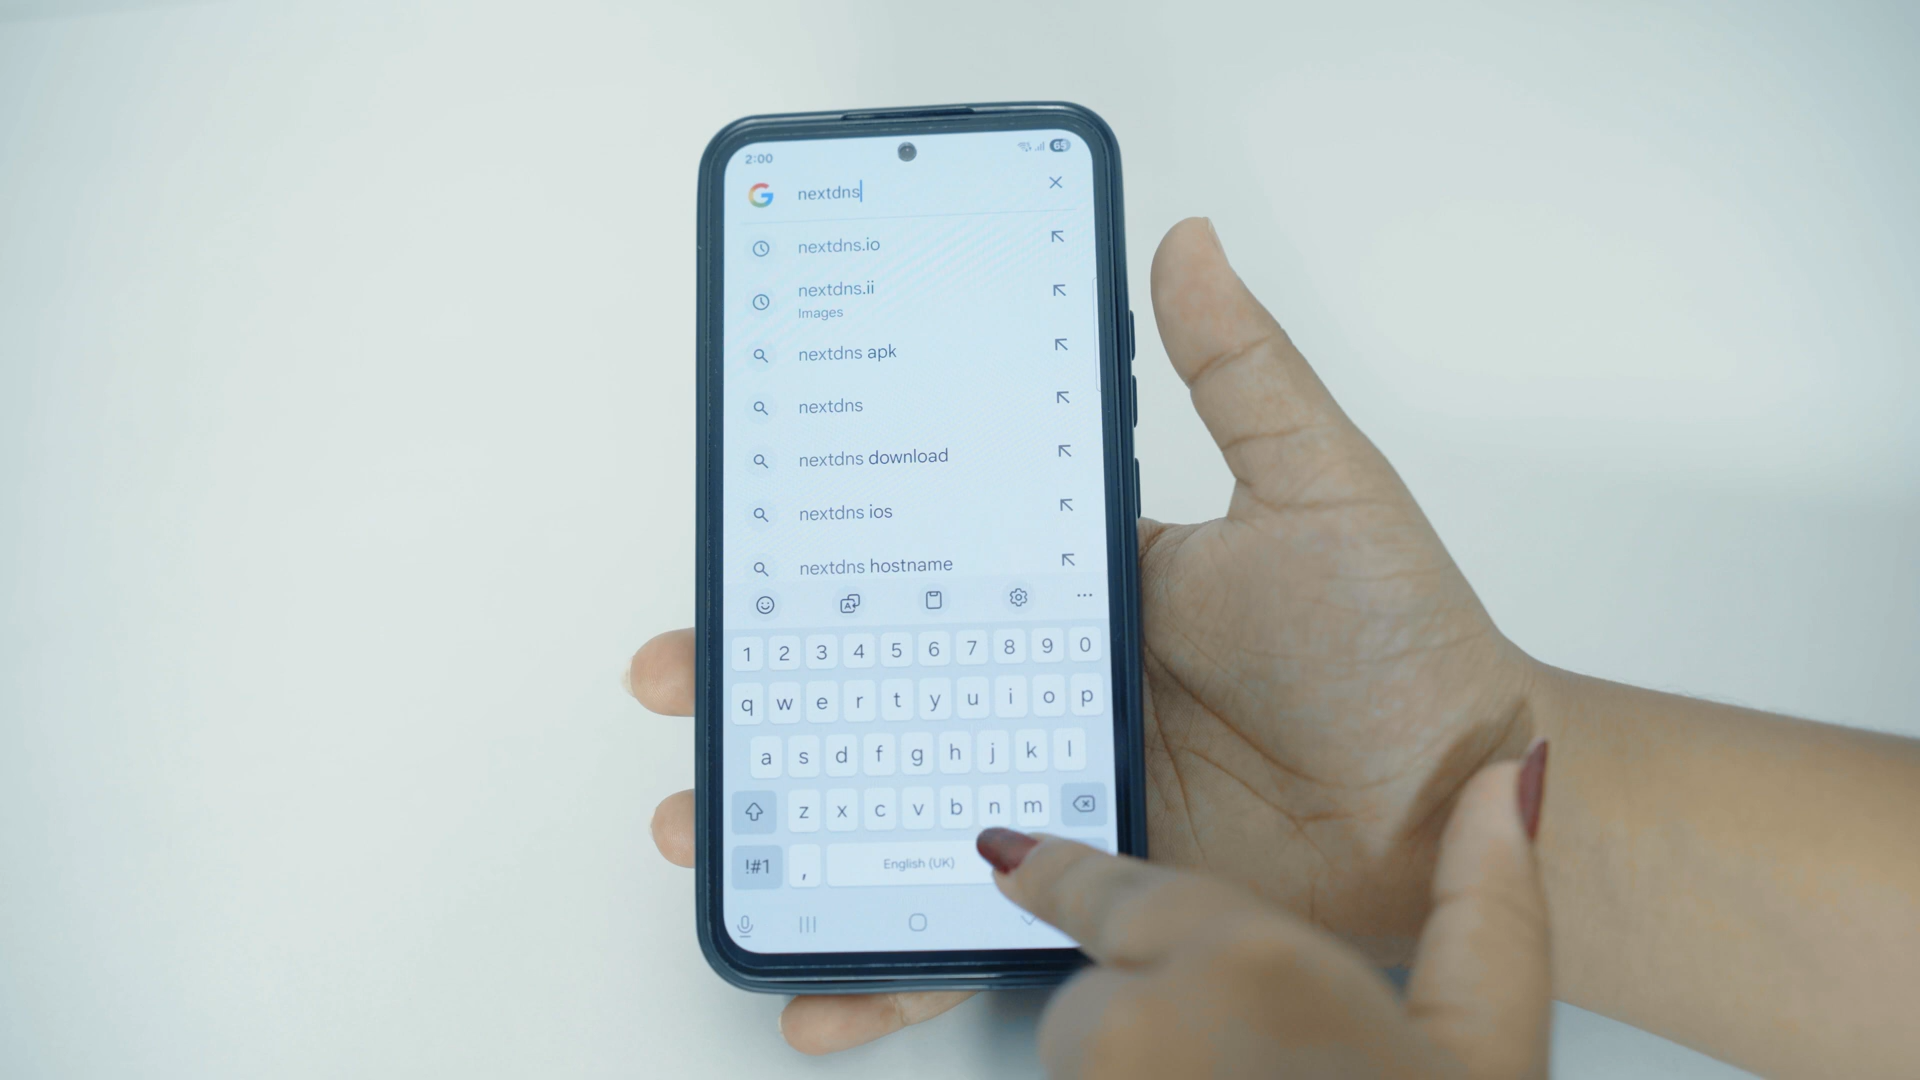 2:00
65
G
nextdns
nextdns.io
nextdns.ii
Images
nextdns apk
nextdns
nextdns download
nextdns ios
nextdns hostname
1 2 3 4 5 6 7 8 9 0
q w e r t y u i o p
a s d f g h j k l
z x c v b n m
!#1 , English (UK)